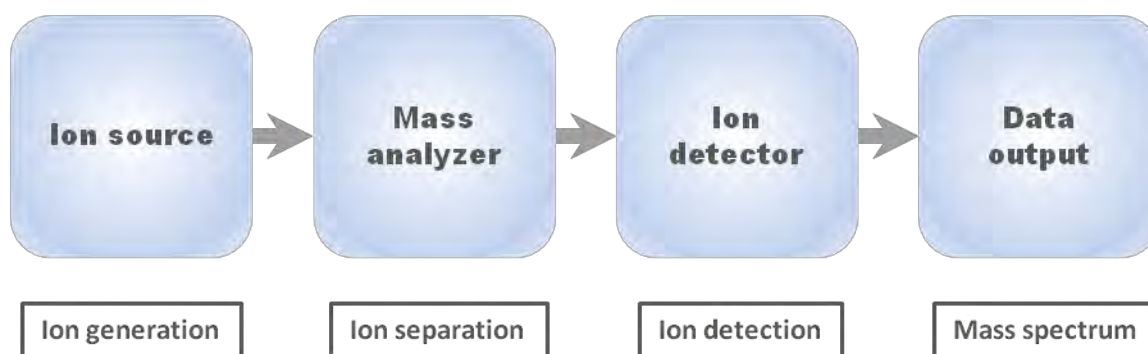 Ion source
Mass
analyzer
Ion
detector
Data
output
Ion generation
Ion separation
Ion detection
Mass spectrum